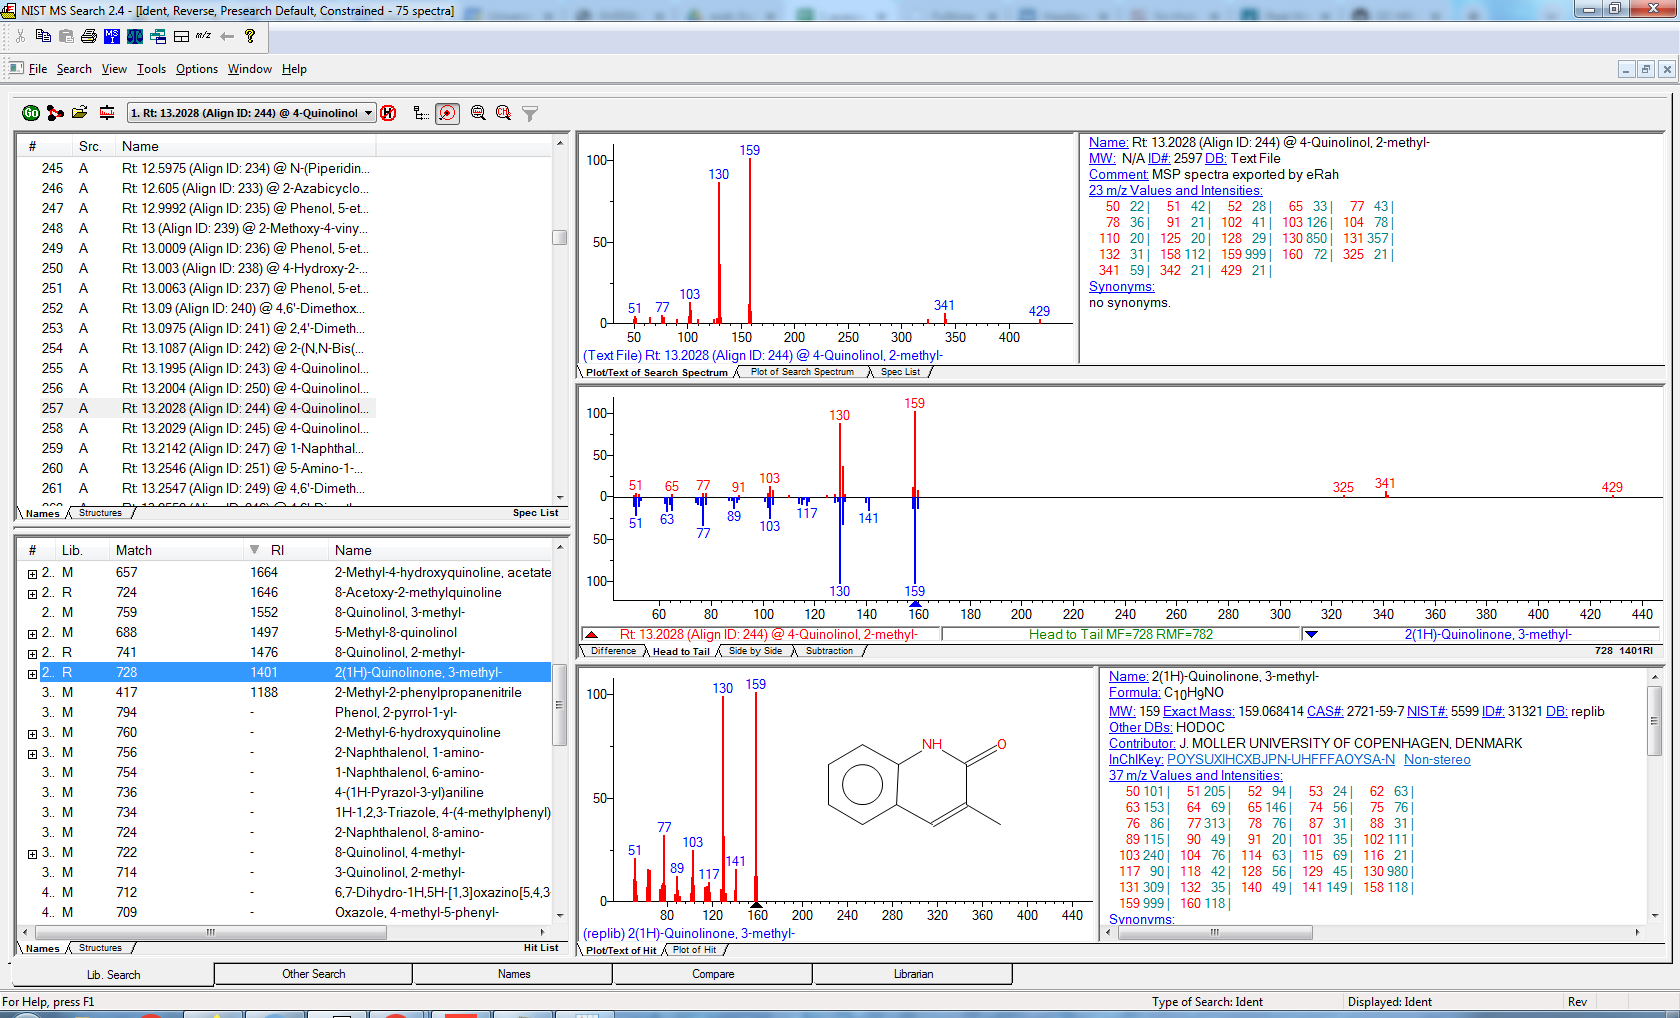 NIST MS Search 2.4 - [Ident, Reverse, Presearch Default, Constrained - 75 spectra]
File Search View Tools Options Window Help
1. Rt: 13.2028 (Align ID: 244) @ 4-Quinolinol
# Src. Name
245 A Rt: 12.5975 (Align ID: 234) @ N-(Piperidin...
246 A Rt: 12.605 (Align ID: 233) @ 2-Azabicyclo...
247 A Rt: 12.9992 (Align ID: 235) @ Phenol, 5-et...
248 A Rt: 13 (Align ID: 239) @ 2-Methoxy-4-viny...
249 A Rt: 13.0009 (Align ID: 236) @ Phenol, 5-et...
250 A Rt: 13.003 (Align ID: 238) @ 4-Hydroxy-2-...
251 A Rt: 13.0063 (Align ID: 237) @ Phenol, 5-et...
252 A Rt: 13.09 (Align ID: 240) @ 4,6'-Dimethox...
253 A Rt: 13.0975 (Align ID: 241) @ 2,4'-Dimeth...
254 A Rt: 13.1087 (Align ID: 242) @ 2-(N,N-Bis(...
255 A Rt: 13.1995 (Align ID: 243) @ 4-Quinolinol...
256 A Rt: 13.2004 (Align ID: 250) @ 4-Quinolinol...
257 A Rt: 13.2028 (Align ID: 244) @ 4-Quinolinol...
258 A Rt: 13.2029 (Align ID: 245) @ 4-Quinolinol...
259 A Rt: 13.2142 (Align ID: 247) @ 1-Naphthal...
260 A Rt: 13.2546 (Align ID: 251) @ 5-Amino-1-...
261 A Rt: 13.2547 (Align ID: 249) @ 4,6'-Dimeth...
Names Structures Spec List
# Lib. Match RI Name
2.. M 657 1664 2-Methyl-4-hydroxyquinoline, acetate
2.. R 724 1646 8-Acetoxy-2-methylquinoline
2.. M 759 1552 8-Quinolinol, 3-methyl-
2.. M 688 1497 5-Methyl-8-quinolinol
2.. R 741 1476 8-Quinolinol, 2-methyl-
2.. R 728 1401 2(1H)-Quinolinone, 3-methyl-
3.. M 417 1188 2-Methyl-2-phenylpropanenitrile
3.. M 794 - Phenol, 2-pyrrol-1-yl-
3.. M 760 - 2-Methyl-6-hydroxyquinoline
3.. M 756 - 2-Naphthalenol, 1-amino-
3.. M 754 - 1-Naphthalenol, 6-amino-
3.. M 736 - 4-(1H-Pyrazol-3-yl)aniline
3.. M 734 - 1H-1,2,3-Triazole, 4-(4-methylphenyl)
3.. M 724 - 2-Naphthalenol, 8-amino-
3.. M 722 - 8-Quinolinol, 4-methyl-
3.. M 714 - 3-Quinolinol, 2-methyl-
4.. M 712 - 6,7-Dihydro-1H,5H-[1,3]oxazino[5,4,3
4.. M 709 - Oxazole, 4-methyl-5-phenyl-
Names Structures Hit List
100 50 0
51 77 103 130 159 341 429
50 100 150 200 250 300 350 400
(Text File) Rt: 13.2028 (Align ID: 244) @ 4-Quinolinol, 2-methyl-
Plot/Text of Search Spectrum Plot of Search Spectrum Spec List
Name: Rt: 13.2028 (Align ID: 244) @ 4-Quinolinol, 2-methyl-
MW: N/A ID#: 2597 DB: Text File
Comment: MSP spectra exported by eRah
23 m/z Values and Intensities:
50 22 | 51 42 | 52 28 | 65 33 | 77 43 |
78 36 | 91 21 | 102 41 | 103 126 | 104 78 |
110 20 | 125 20 | 128 29 | 130 850 | 131 357 |
132 31 | 158 112 | 159 999 | 160 72 | 325 21 |
341 59 | 342 21 | 429 21 |
Synonyms:
no synonyms.
100 50 0 50 100
51 65 77 91 103 130 159 325 341 429
51 63 77 89 103 117 130 141 159
60 80 100 120 140 160 180 200 220 240 260 280 300 320 340 360 380 400 420 440
Rt: 13.2028 (Align ID: 244) @ 4-Quinolinol, 2-methyl- Head to Tail MF=728 RMF=782 2(1H)-Quinolinone, 3-methyl-
Difference Head to Tail Side by Side Subtraction 728 1401RI
100 50 0
51 77 89 103 117 130 141 159
NH O
80 120 160 200 240 280 320 360 400 440
(replib) 2(1H)-Quinolinone, 3-methyl-
Plot/Text of Hit Plot of Hit
Name: 2(1H)-Quinolinone, 3-methyl-
Formula: C10H9NO
MW: 159 Exact Mass: 159.068414 CAS#: 2721-59-7 NIST#: 5599 ID#: 31321 DB: replib
Other DBs: HODOC
Contributor: J. MOLLER UNIVERSITY OF COPENHAGEN, DENMARK
InChIKey: POYSUXIHCXBJPN-UHFFFAOYSA-N Non-stereo
37 m/z Values and Intensities:
50 101 | 51 205 | 52 94 | 53 24 | 62 63 |
63 153 | 64 69 | 65 146 | 74 56 | 75 76 |
76 86 | 77 313 | 78 76 | 87 31 | 88 31 |
89 115 | 90 49 | 91 20 | 101 35 | 102 111 |
103 240 | 104 76 | 114 63 | 115 69 | 116 21 |
117 90 | 118 42 | 128 56 | 129 45 | 130 980 |
131 309 | 132 35 | 140 49 | 141 149 | 158 118 |
159 999 | 160 118 |
Synonyms:
Lib. Search Other Search Names Compare Librarian
For Help, press F1 Type of Search: Ident Displayed: Ident Rev